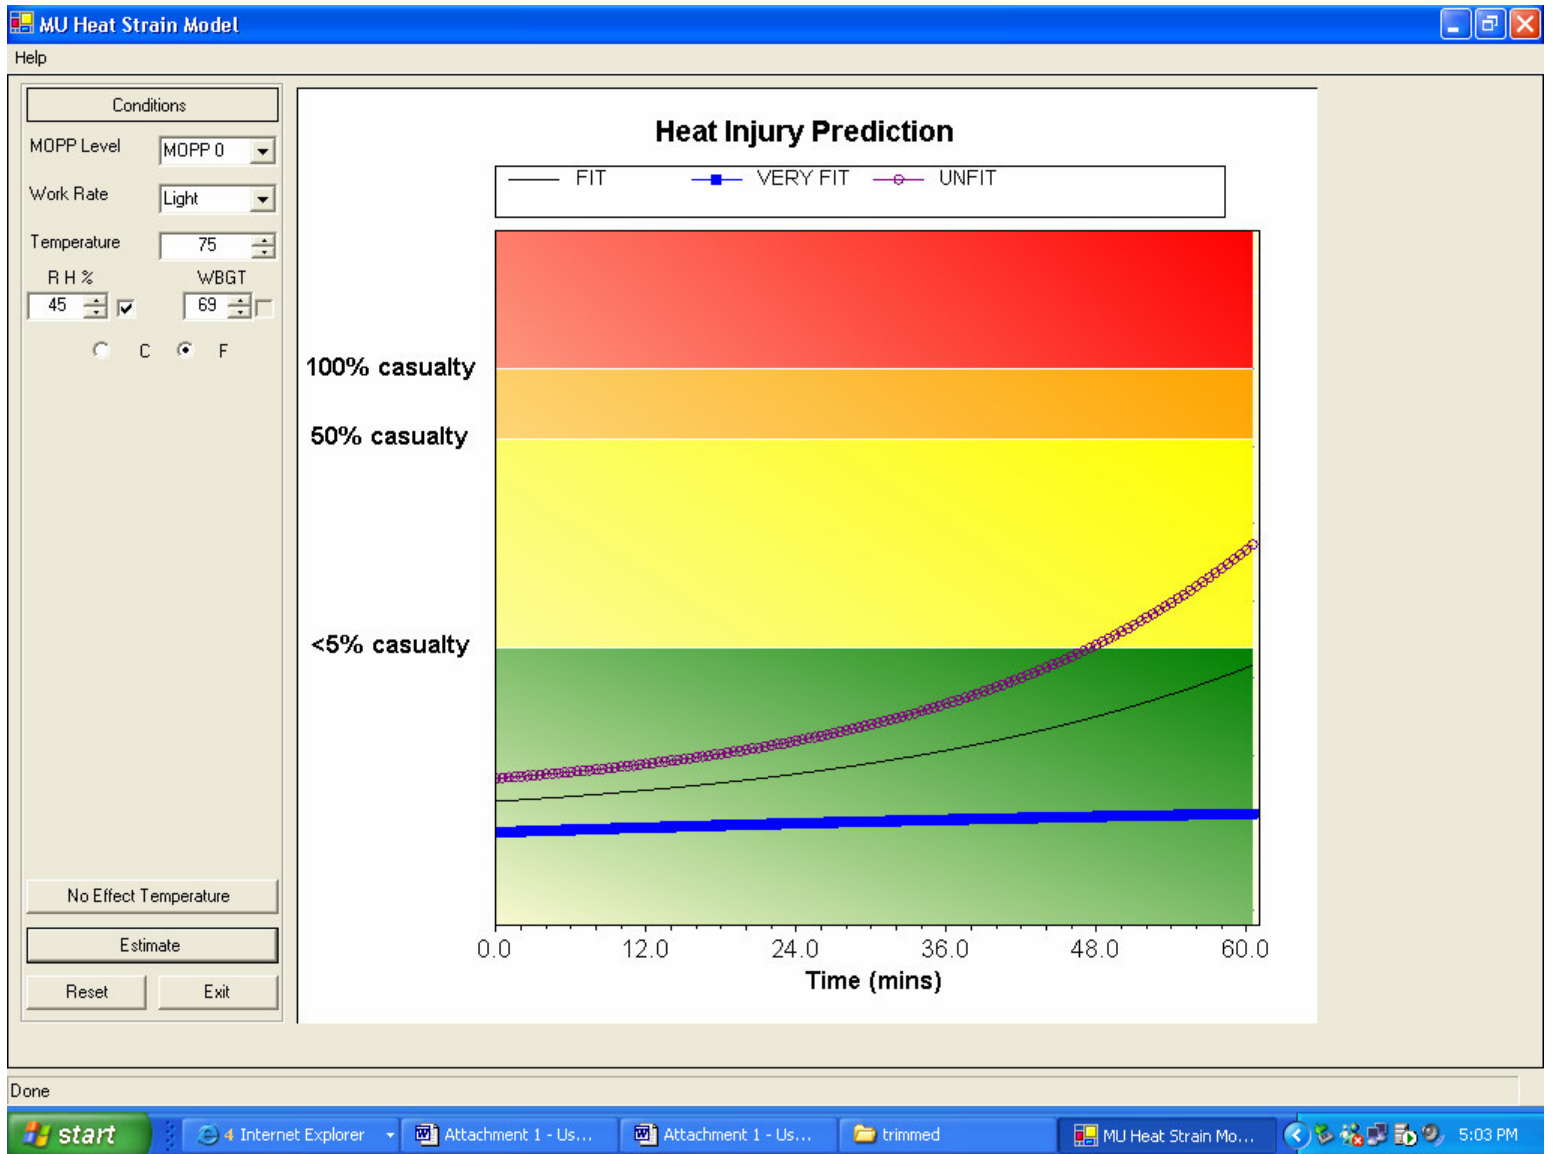 MU Heat Strain Model
Help
Conditions
MOPP Level MOPP 0
Work Rate Light
Temperature 75
R H % WBGT
45 69
C F
No Effect Temperature
Estimate
Reset Exit
Heat Injury Prediction
FIT VERY FIT UNFIT
100% casualty
50% casualty
<5% casualty
0.0 12.0 24.0 36.0 48.0 60.0
Time (mins)
Done
start 4 Internet Explorer Attachment 1 - Us... Attachment 1 - Us... trimmed MU Heat Strain Mo... 5:03 PM